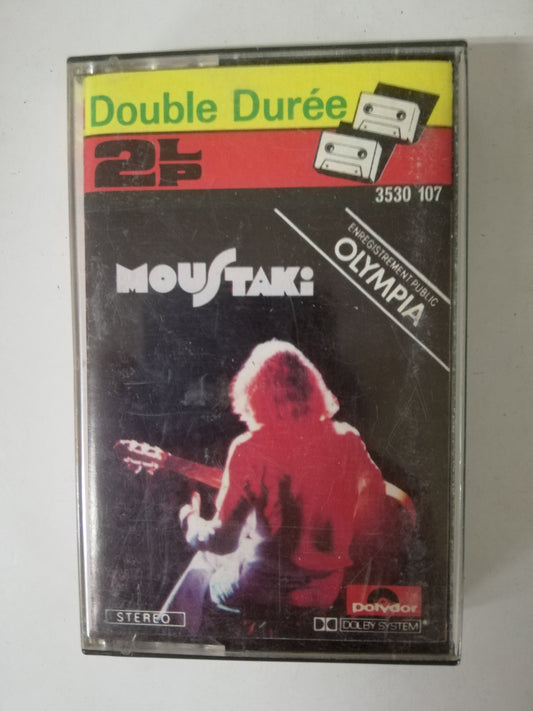 Double Durée
2LP
3530 107
ENREGISTREMENT PUBLIC
OLYMPIA
MOUSTAKi
polydor
STEREO
DOLBY SYSTEM